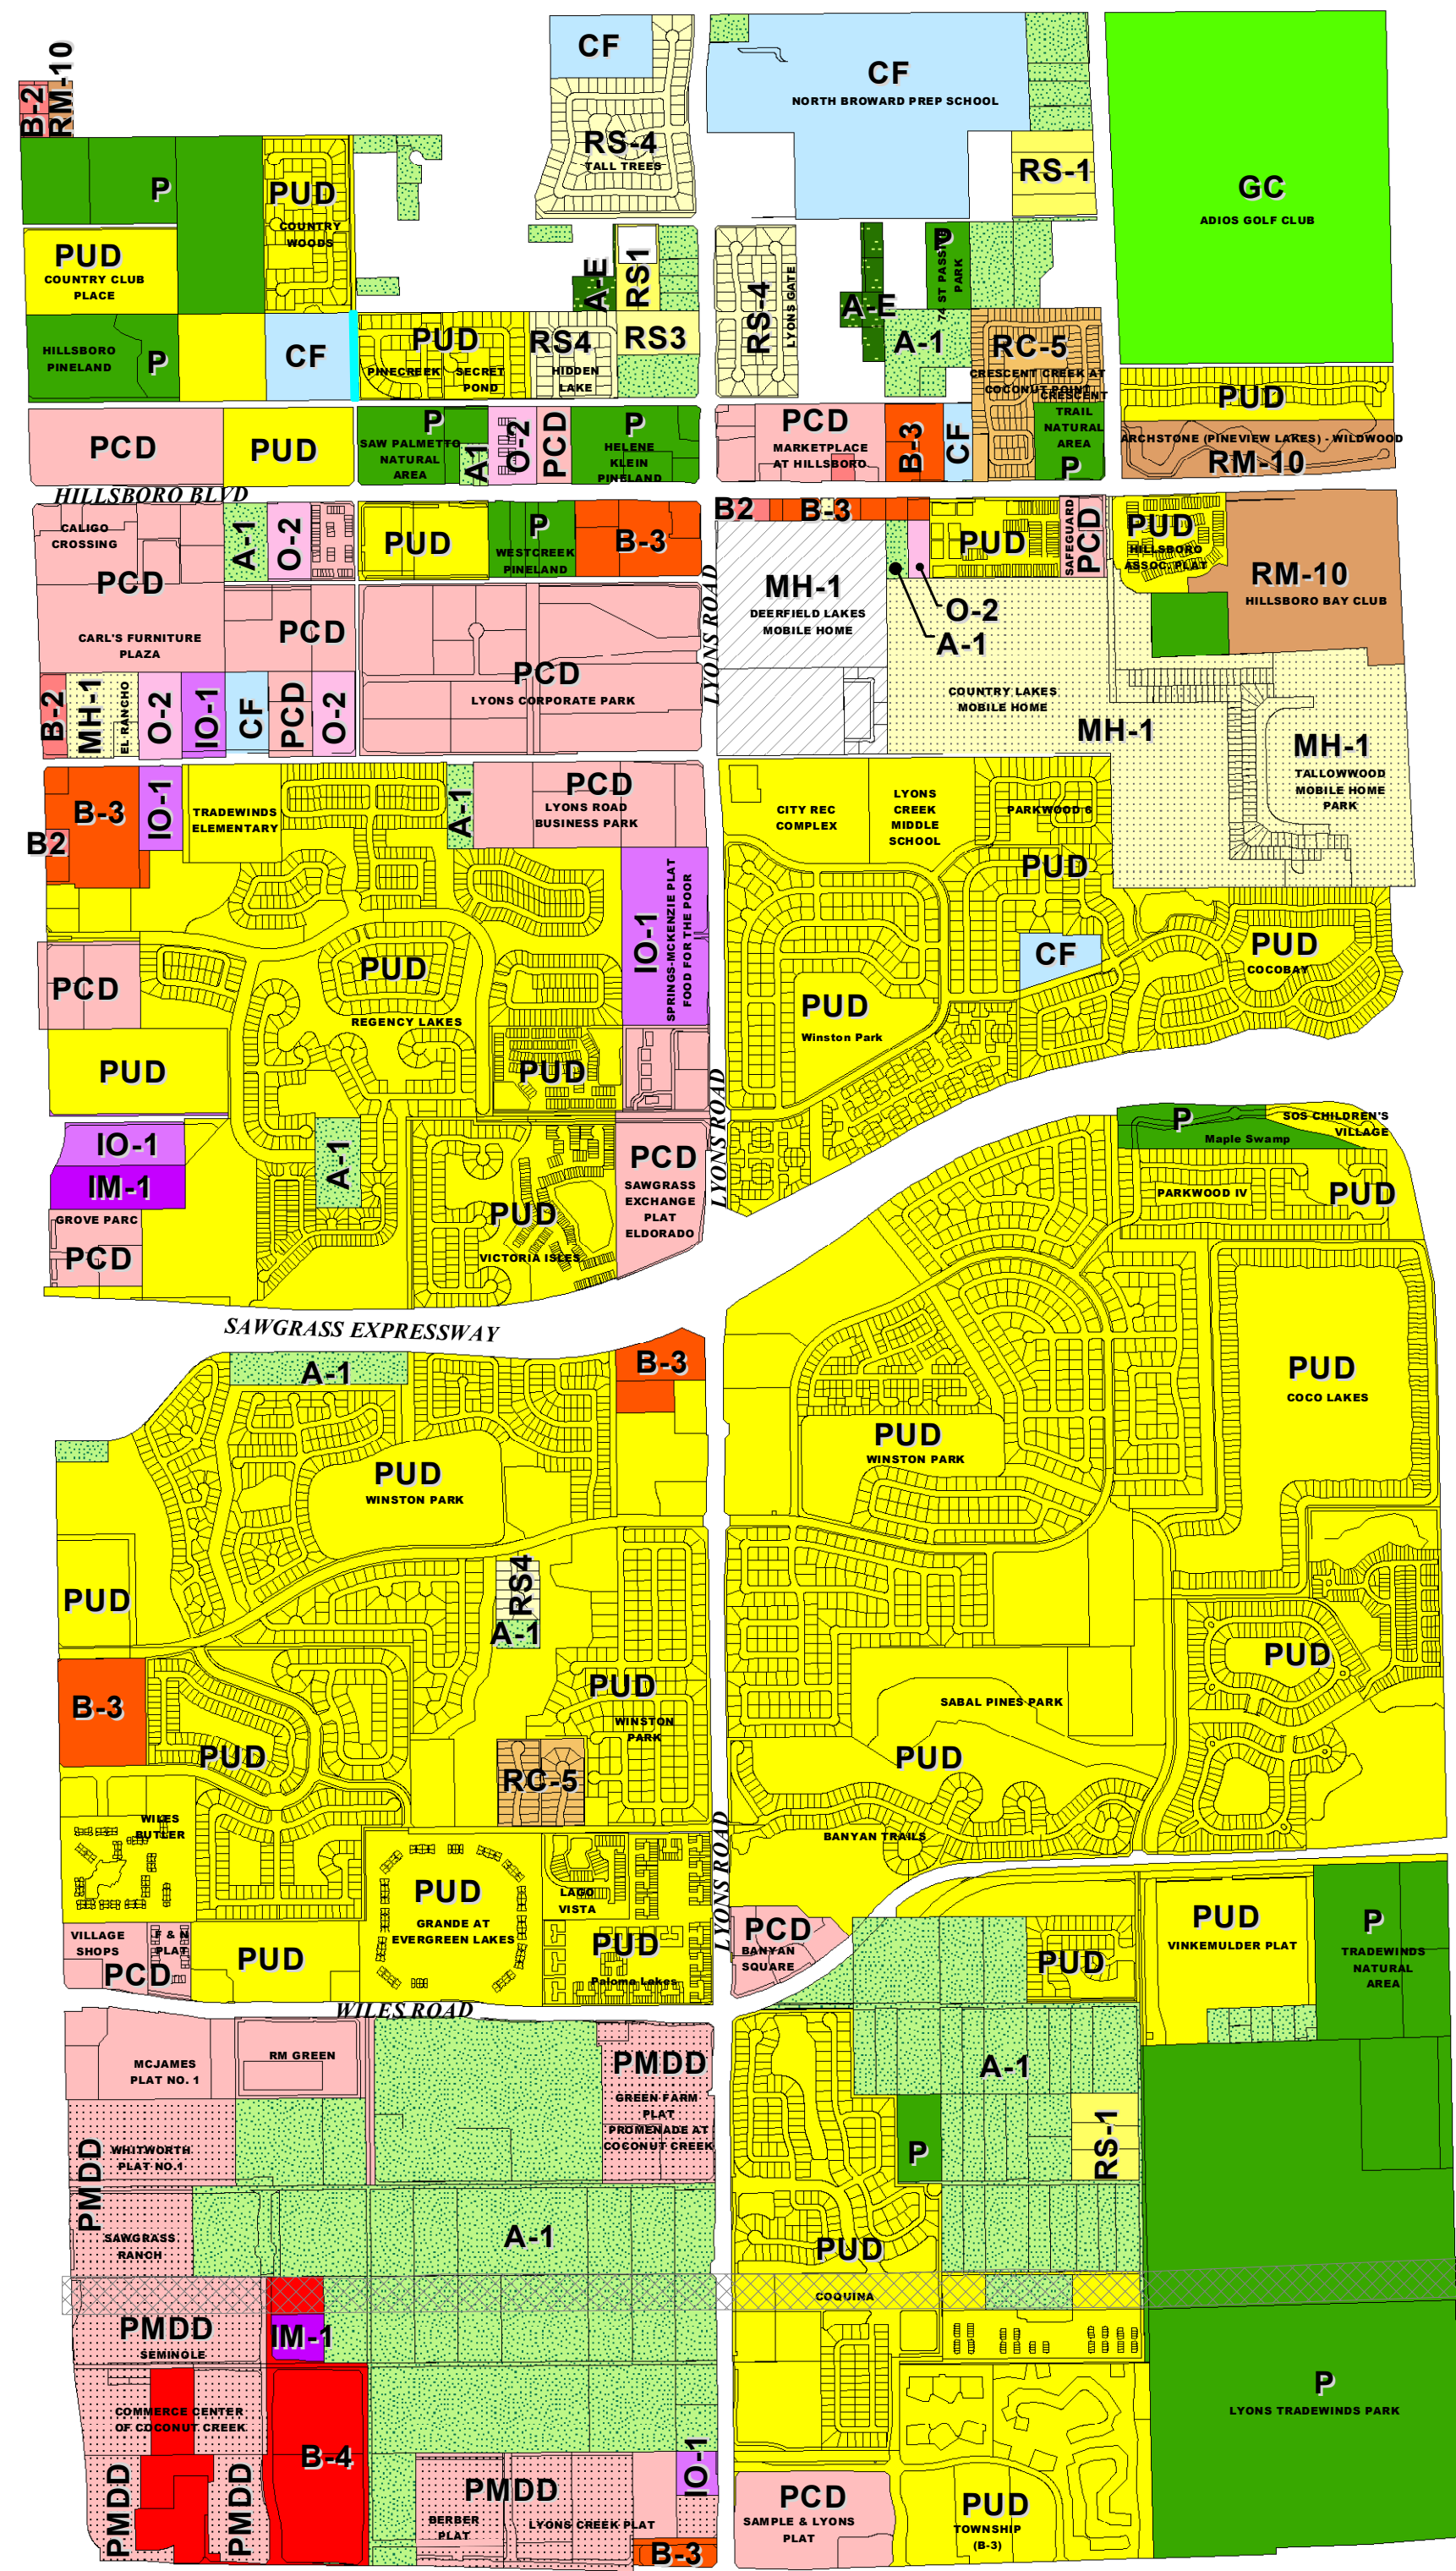 B-2
RM-10
CF
RS-4
TALL TREES
CF
NORTH BROWARD PREP SCHOOL
RS-1
GC
ADIOS GOLF CLUB
P
PUD
COUNTRY
WOODS
PUD
COUNTRY CLUB
PLACE
HILLSBORO
PINELAND
P
CF
PUD
PINECREEK
SECRET
POND
A-E
RS1
RS4
HIDDEN
LAKE
RS3
RS-4
LYONS GATE
P
74 ST PASSIVE
PARK
A-E
A-1
RC-5
CRESCENT CREEK AT
COCONUT POINT
CRESCENT
TRAIL
NATURAL
AREA
P
PUD
ARCHSTONE (PINEVIEW LAKES) - WILDWOOD
RM-10
PCD
PUD
P
SAW PALMETTO
NATURAL
AREA
A1
O-2
PCD
P
HELENE
KLEIN
PINELAND
PCD
MARKETPLACE
AT HILLSBORO
B-3
CF
HILLSBORO BLVD
CALIGO
CROSSING
PCD
CARL'S FURNITURE
PLAZA
A-1
O-2
PCD
PUD
P
WESTCREEK
PINELAND
B-3
PCD
LYONS CORPORATE PARK
LYONS ROAD
B2
B-3
MH-1
DEERFIELD LAKES
MOBILE HOME
PUD
SAFEGUARD
PCD
PUD
HILLSBORO
ASSOC. PLAT
RM-10
HILLSBORO BAY CLUB
O-2
A-1
COUNTRY LAKES
MOBILE HOME
MH-1
MH-1
TALLOWWOOD
MOBILE HOME
PARK
B-2
MH-1
EL RANCHO
O-2
IO-1
CF
PCD
O-2
B-3
B2
IO-1
TRADEWINDS
ELEMENTARY
A-1
PCD
LYONS ROAD
BUSINESS PARK
CITY REC
COMPLEX
LYONS
CREEK
MIDDLE
SCHOOL
PARKWOOD 6
PUD
IO-1
SPRINGS-MCKENZIE PLAT
FOOD FOR THE POOR
PCD
PUD
REGENCY LAKES
CF
PUD
COCOBAY
PUD
Winston Park
PUD
PUD
LYONS ROAD
IO-1
IM-1
GROVE PARC
PCD
A-1
PUD
VICTORIA ISLES
PCD
SAWGRASS
EXCHANGE
PLAT
ELDORADO
P
Maple Swamp
SOS CHILDREN'S
VILLAGE
PARKWOOD IV
PUD
SAWGRASS EXPRESSWAY
A-1
B-3
PUD
COCO LAKES
PUD
WINSTON PARK
PUD
WINSTON PARK
PUD
RS4
A-1
B-3
PUD
PUD
WINSTON
PARK
RC-5
SABAL PINES PARK
PUD
PUD
BANYAN TRAILS
WILES
BUTLER
LYONS ROAD
PUD
GRANDE AT
EVERGREEN LAKES
LAGO
VISTA
PUD
Paloma Lakes
VILLAGE
SHOPS
F & N
PLAT
PCD
PUD
PCD
BANYAN
SQUARE
PUD
PUD
VINKEMULDER PLAT
P
TRADEWINDS
NATURAL
AREA
WILES ROAD
MCJAMES
PLAT NO. 1
RM GREEN
PMDD
GREEN FARM
PLAT
PROMENADE AT
COCONUT CREEK
A-1
P
RS-1
PMDD
WHITWORTH
PLAT NO.1
SAWGRASS
RANCH
A-1
PUD
COQUINA
PMDD
SEMINOLE
IM-1
COMMERCE CENTER
OF COCONUT CREEK
PMDD
PMDD
B-4
PMDD
BERBER
PLAT
LYONS CREEK PLAT
IO-1
B-3
PCD
SAMPLE & LYONS
PLAT
PUD
TOWNSHIP
(B-3)
P
LYONS TRADEWINDS PARK